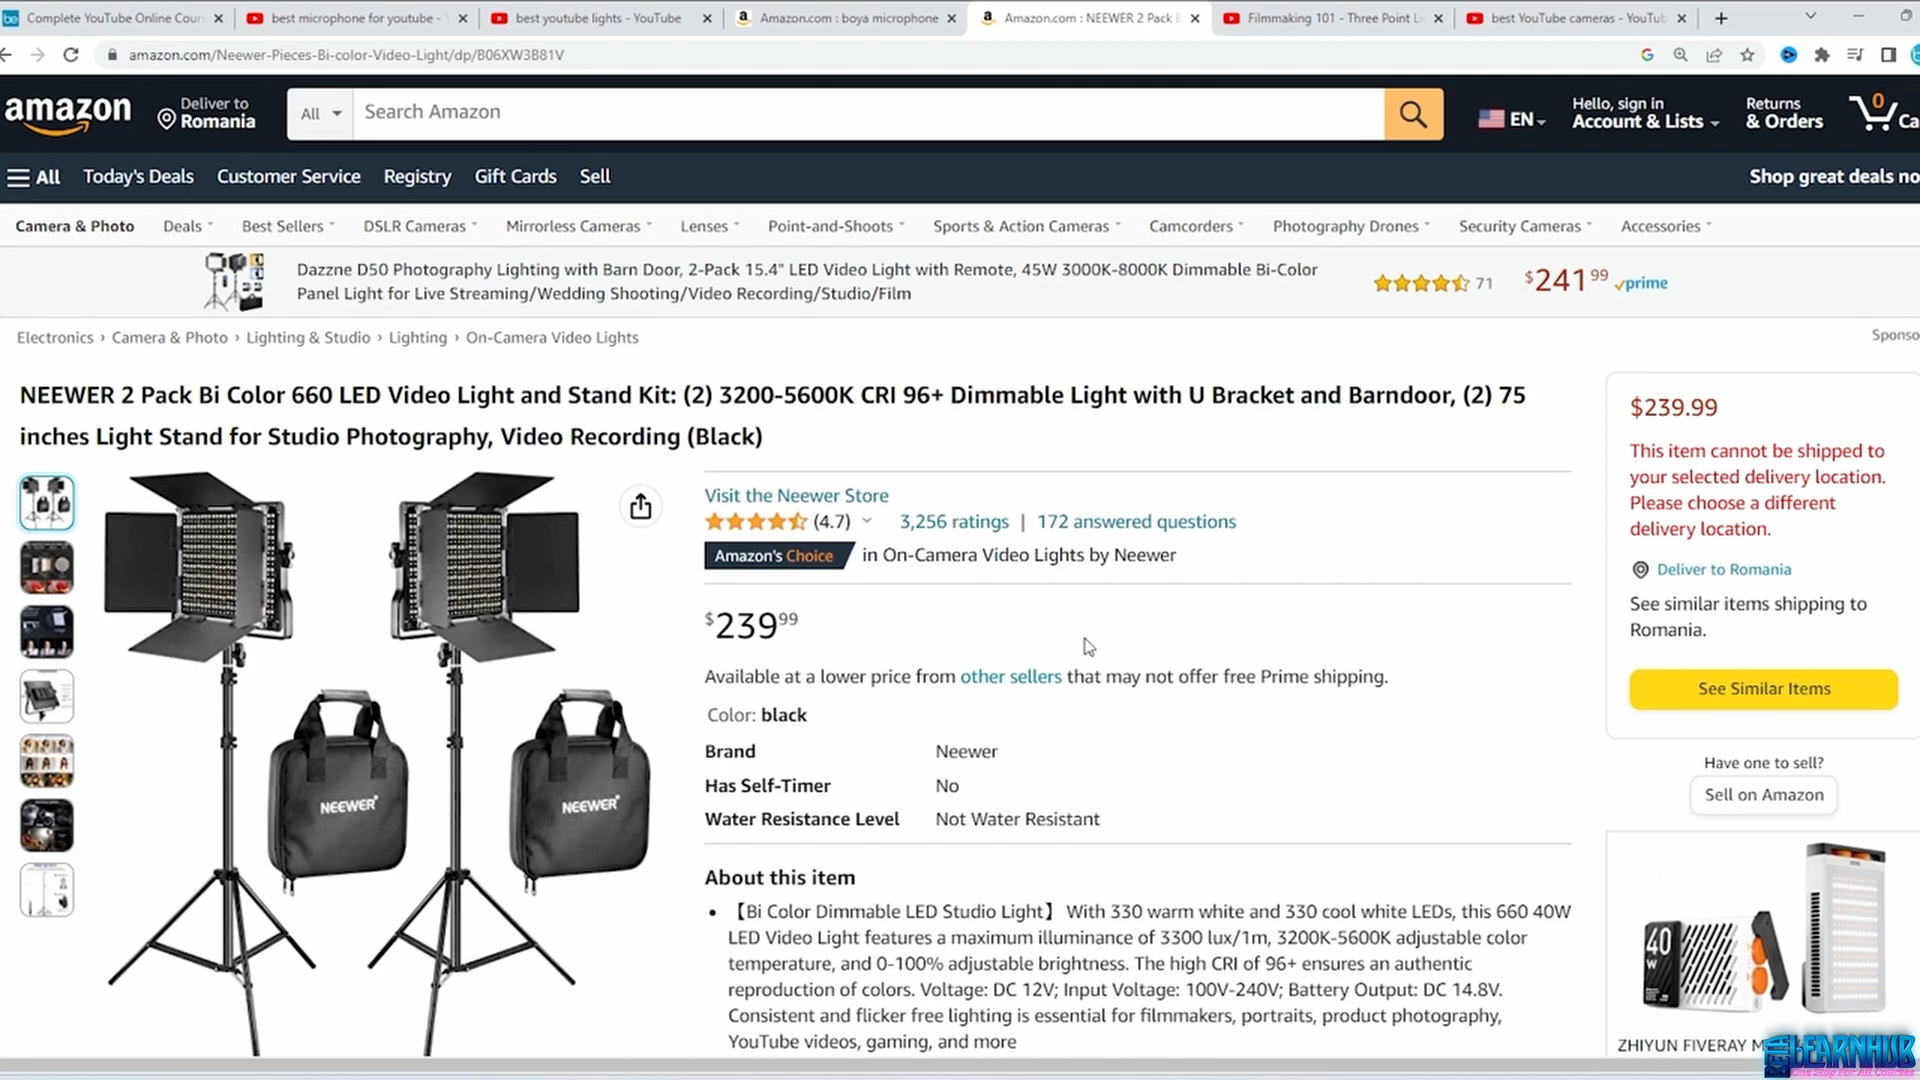 Complete YouTube Online Cour
best microphone for youtube -
best youtube lights - YouTube
Amazon.com : boya microphone
Amazon.com : NEEWER 2 Pack B
Filmmaking 101 - Three Point Li
best YouTube cameras - YouTub
amazon.com/Neewer-Pieces-Bi-color-Video-Light/dp/B06XW3B81V
amazon
Deliver to
Romania
All
Search Amazon
EN
Hello, sign in
Account & Lists
Returns
& Orders
0
Ca
All
Today's Deals
Customer Service
Registry
Gift Cards
Sell
Shop great deals no
Camera & Photo
Deals
Best Sellers
DSLR Cameras
Mirrorless Cameras
Lenses
Point-and-Shoots
Sports & Action Cameras
Camcorders
Photography Drones
Security Cameras
Accessories
Dazzne D50 Photography Lighting with Barn Door, 2-Pack 15.4" LED Video Light with Remote, 45W 3000K-8000K Dimmable Bi-Color
Panel Light for Live Streaming/Wedding Shooting/Video Recording/Studio/Film
71
$241 99
prime
Electronics › Camera & Photo › Lighting & Studio › Lighting › On-Camera Video Lights
Sponso
NEEWER 2 Pack Bi Color 660 LED Video Light and Stand Kit: (2) 3200-5600K CRI 96+ Dimmable Light with U Bracket and Barndoor, (2) 75
inches Light Stand for Studio Photography, Video Recording (Black)
NEEWER
NEEWER
Visit the Neewer Store
(4.7)
3,256 ratings | 172 answered questions
Amazon's Choice in On-Camera Video Lights by Neewer
$239 99
Available at a lower price from other sellers that may not offer free Prime shipping.
Color: black
Brand Neewer
Has Self-Timer No
Water Resistance Level Not Water Resistant
About this item
• 【Bi Color Dimmable LED Studio Light】 With 330 warm white and 330 cool white LEDs, this 660 40W
LED Video Light features a maximum illuminance of 3300 lux/1m, 3200K-5600K adjustable color
temperature, and 0-100% adjustable brightness. The high CRI of 96+ ensures an authentic
reproduction of colors. Voltage: DC 12V; Input Voltage: 100V-240V; Battery Output: DC 14.8V.
Consistent and flicker free lighting is essential for filmmakers, portraits, product photography,
YouTube videos, gaming, and more
$239.99
This item cannot be shipped to
your selected delivery location.
Please choose a different
delivery location.
Deliver to Romania
See similar items shipping to
Romania.
See Similar Items
Have one to sell?
Sell on Amazon
40
W
ZHIYUN FIVERAY M
BETA
LEARNHUB
One Stop For All Courses